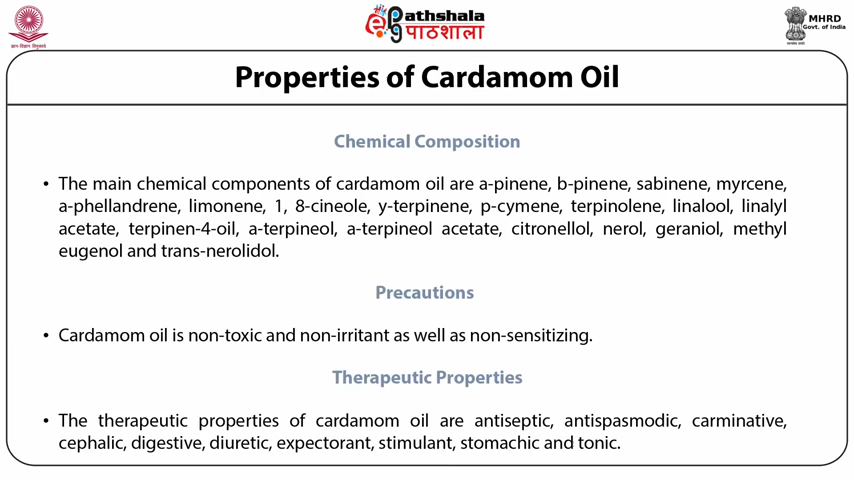 ePathshala
पाठशाला
MHRD
Govt. of India
Properties of Cardamom Oil
Chemical Composition
• The main chemical components of cardamom oil are a-pinene, b-pinene, sabinene, myrcene,
a-phellandrene, limonene, 1, 8-cineole, y-terpinene, p-cymene, terpinolene, linalool, linalyl
acetate, terpinen-4-oil, a-terpineol, a-terpineol acetate, citronellol, nerol, geraniol, methyl
eugenol and trans-nerolidol.
Precautions
• Cardamom oil is non-toxic and non-irritant as well as non-sensitizing.
Therapeutic Properties
• The therapeutic properties of cardamom oil are antiseptic, antispasmodic, carminative,
cephalic, digestive, diuretic, expectorant, stimulant, stomachic and tonic.